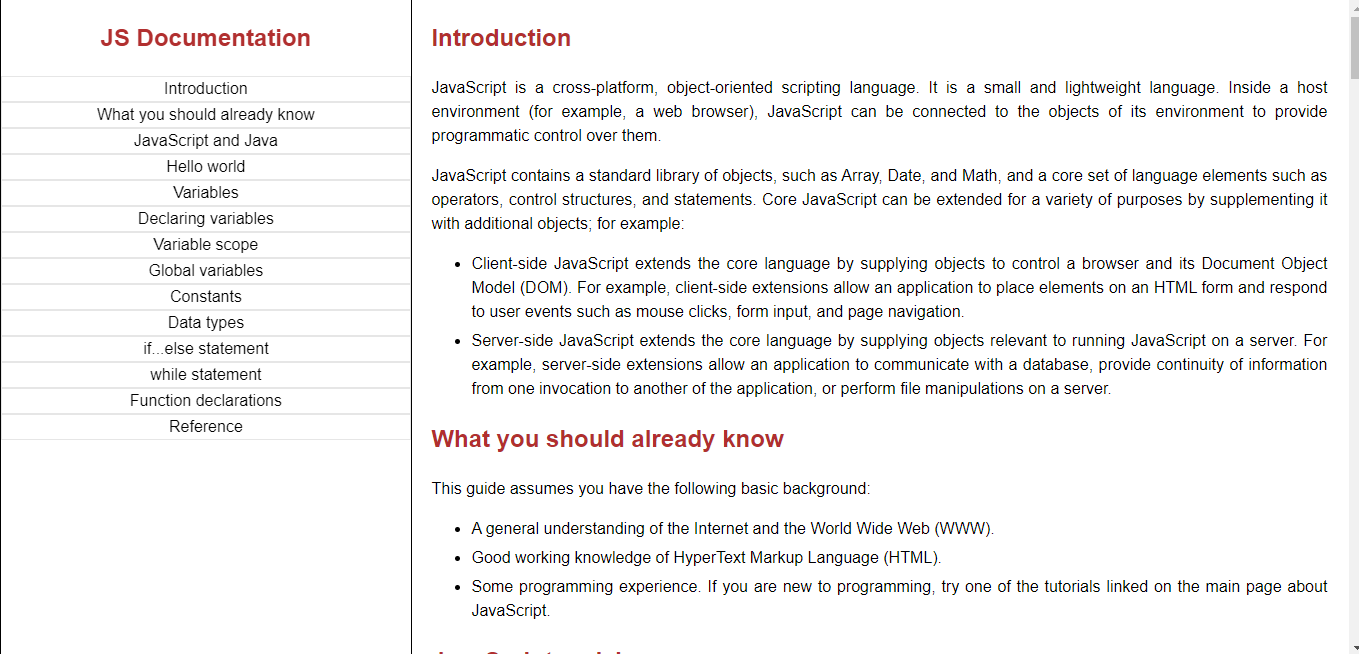 JS Documentation
Introduction
What you should already know
JavaScript and Java
Hello world
Variables
Declaring variables
Variable scope
Global variables
Constants
Data types
if...else statement
while statement
Function declarations
Reference
Introduction
JavaScript is a cross-platform, object-oriented scripting language. It is a small and lightweight language. Inside a host
environment (for example, a web browser), JavaScript can be connected to the objects of its environment to provide
programmatic control over them.
JavaScript contains a standard library of objects, such as Array, Date, and Math, and a core set of language elements such as
operators, control structures, and statements. Core JavaScript can be extended for a variety of purposes by supplementing it
with additional objects; for example:
• Client-side JavaScript extends the core language by supplying objects to control a browser and its Document Object
Model (DOM). For example, client-side extensions allow an application to place elements on an HTML form and respond
to user events such as mouse clicks, form input, and page navigation.
• Server-side JavaScript extends the core language by supplying objects relevant to running JavaScript on a server. For
example, server-side extensions allow an application to communicate with a database, provide continuity of information
from one invocation to another of the application, or perform file manipulations on a server.
What you should already know
This guide assumes you have the following basic background:
• A general understanding of the Internet and the World Wide Web (WWW).
• Good working knowledge of HyperText Markup Language (HTML).
• Some programming experience. If you are new to programming, try one of the tutorials linked on the main page about
JavaScript.